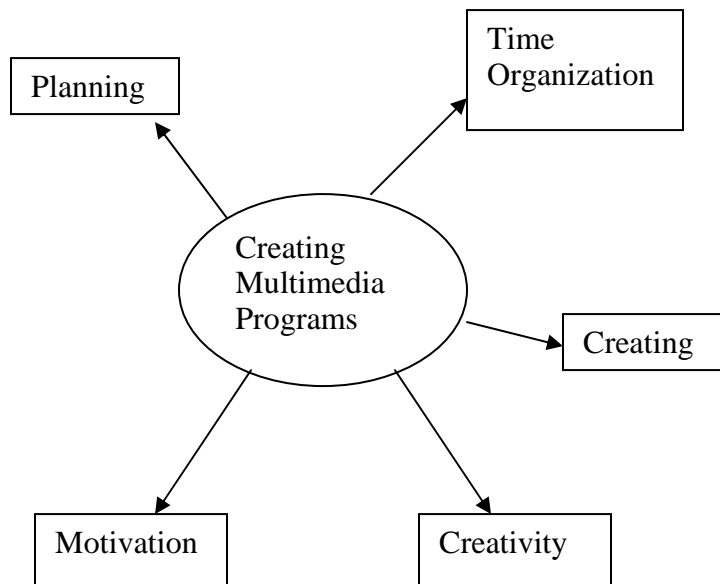 Time
Organization
Planning
Creating
Multimedia
Programs
Creating
Motivation
Creativity